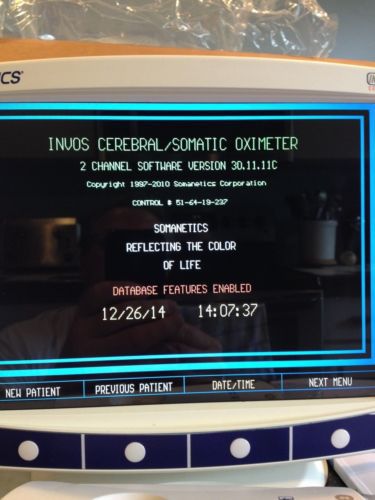 INVOS CEREBRAL/SOMATIC OXIMETER
2 CHANNEL SOFTWARE VERSION 30.11.11C
Copyright 1997-2010 Somanetics Corporation
CONTROL # 51-64-19-237
SOMANETICS
REFLECTING THE COLOR
OF LIFE
DATABASE FEATURES ENABLED
12/26/14 14:07:37
NEW PATIENT PREVIOUS PATIENT DATE/TIME NEXT MENU